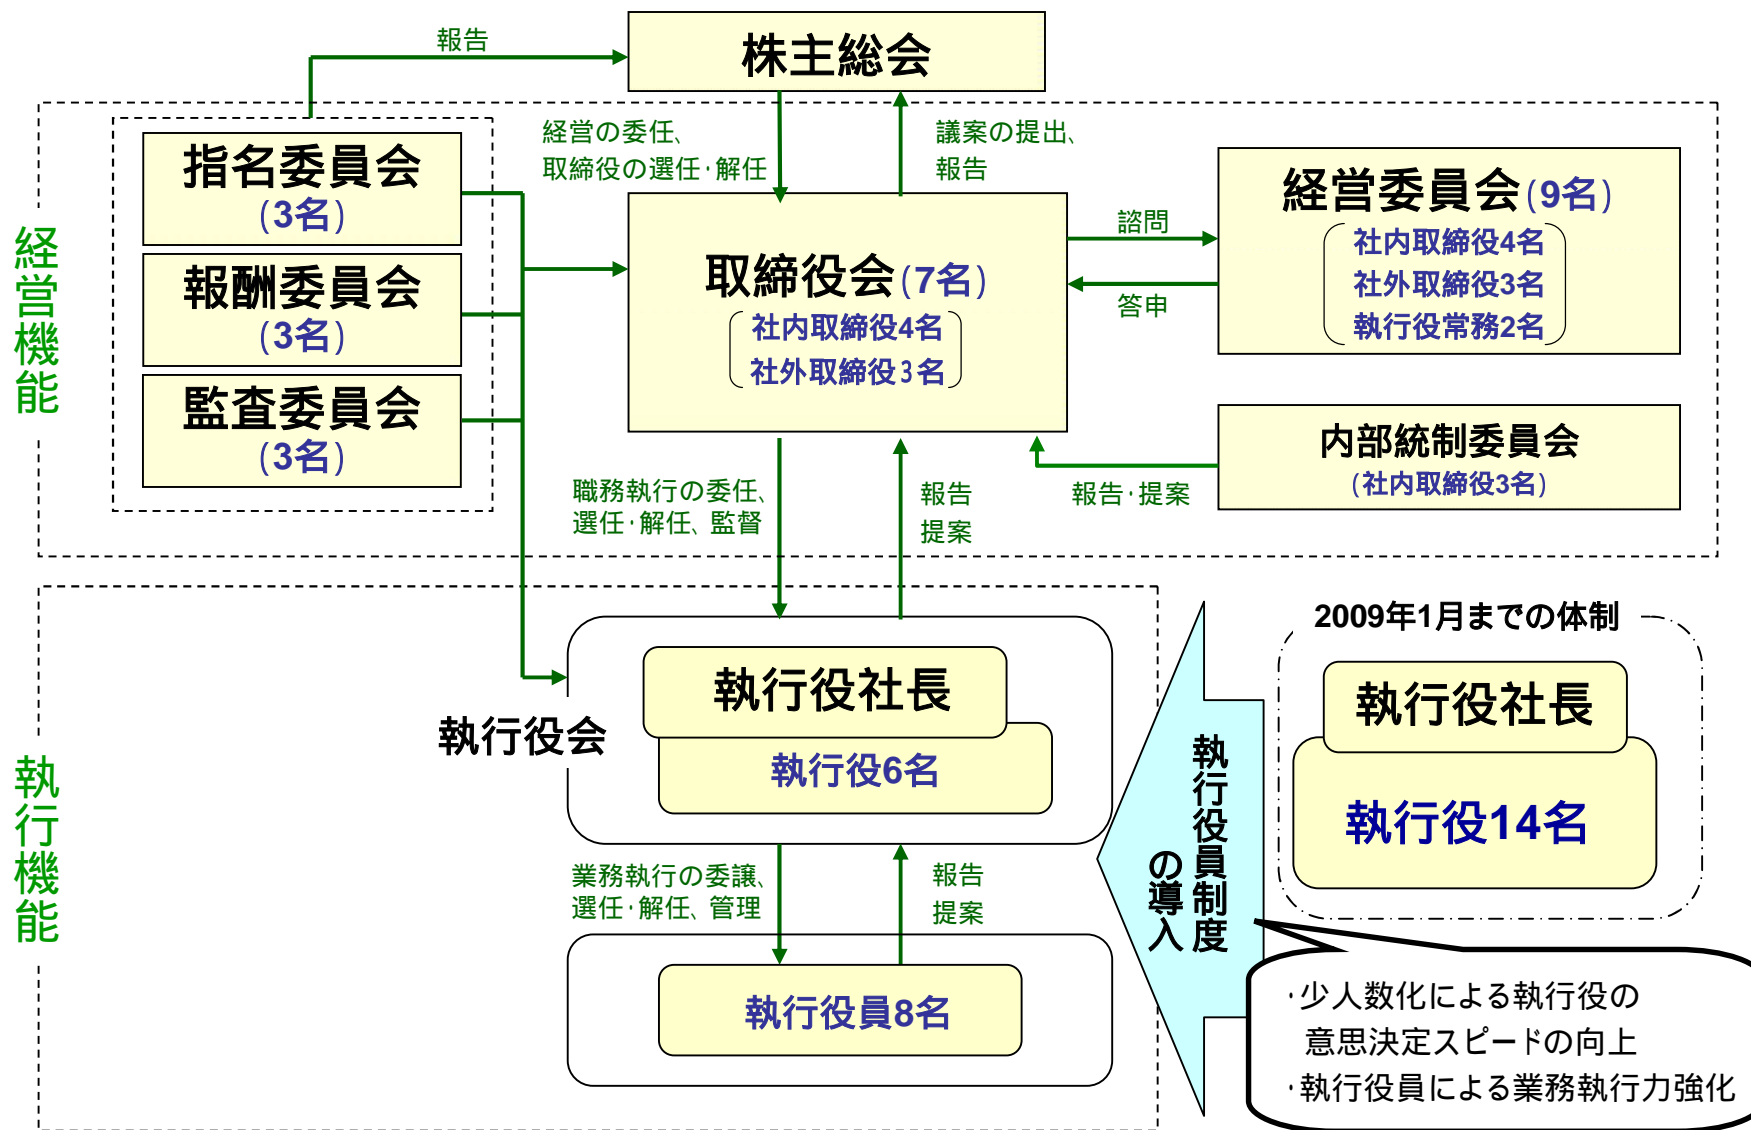 報告
株主総会
経営の委任、
取締役の選任・解任
議案の提出、
報告
経営機能
指名委員会
(3名)
報酬委員会
(3名)
監査委員会
(3名)
取締役会(7名)
社内取締役4名
社外取締役3名
諮問
答申
経営委員会(9名)
社内取締役4名
社外取締役3名
執行役常務2名
内部統制委員会
(社内取締役3名)
報告・提案
職務執行の委任、
選任・解任、監督
報告
提案
執行機能
執行役会
執行役社長
執行役6名
業務執行の委譲、
選任・解任、管理
報告
提案
執行役員8名
執行役員制度
の導入
2009年1月までの体制
執行役社長
執行役14名
・少人数化による執行役の
意思決定スピードの向上
・執行役員による業務執行力強化